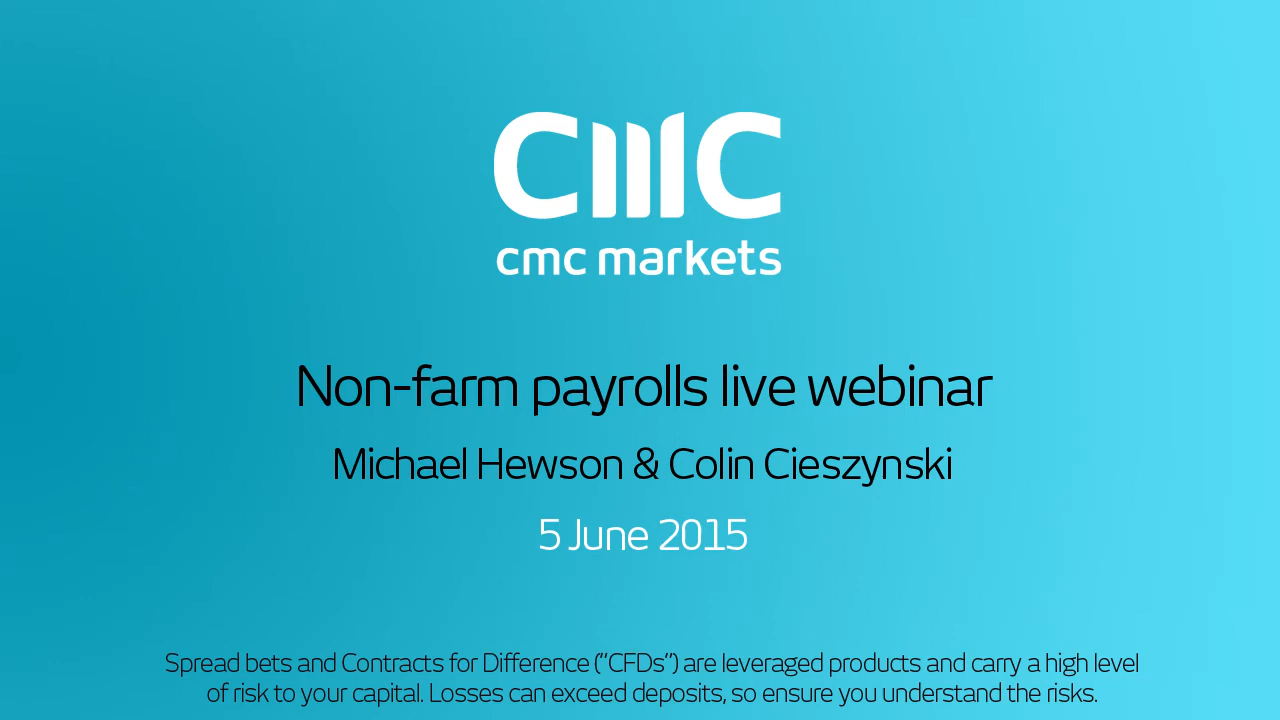 CMC
cmc markets
Non-farm payrolls live webinar
Michael Hewson & Colin Cieszynski
5 June 2015
Spread bets and Contracts for Difference (“CFDs”) are leveraged products and carry a high level
of risk to your capital. Losses can exceed deposits, so ensure you understand the risks.